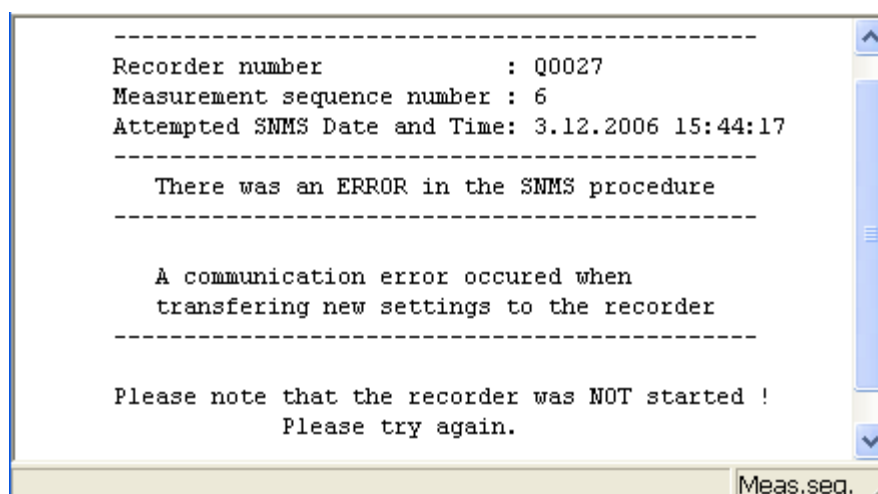 -----------------------------------------------
Recorder number             : Q0027
Measurement sequence number : 6
Attempted SNMS Date and Time: 3.12.2006 15:44:17
-----------------------------------------------
There was an ERROR in the SNMS procedure
-----------------------------------------------
A communication error occured when
transfering new settings to the recorder
-----------------------------------------------
Please note that the recorder was NOT started !
Please try again.
Meas.seq.